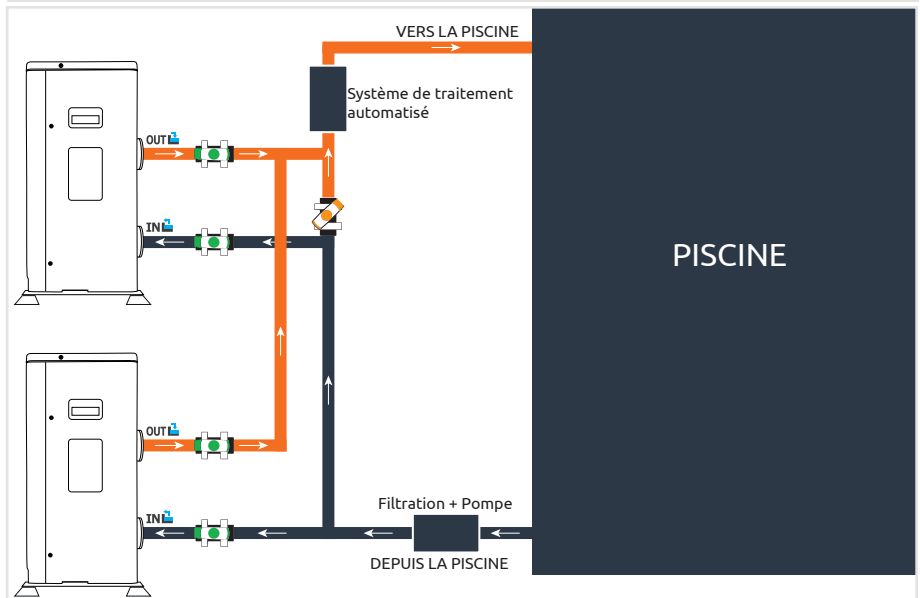 VERS LA PISCINE
Système de traitement
automatisé
OUT
IN
PISCINE
OUT
IN
Filtration + Pompe
DEPUIS LA PISCINE